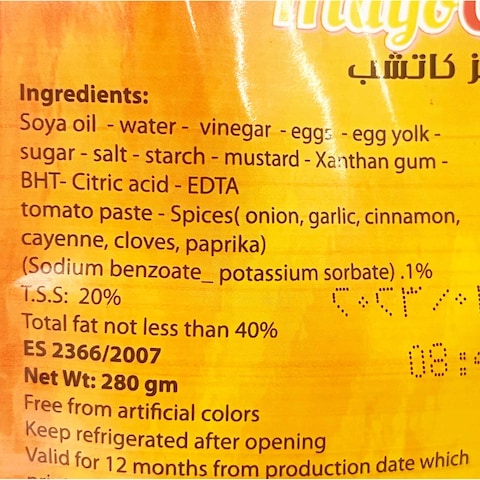 كاتشب
Ingredients:
Soya oil - water - vinegar - eggs - egg yolk -
sugar - salt - starch - mustard - Xanthan gum -
BHT- Citric acid - EDTA
tomato paste - Spices( onion, garlic, cinnamon,
cayenne, cloves, paprika)
(Sodium benzoate_ potassium sorbate) .1%
T.S.S: 20%
Total fat not less than 40%
ES 2366/2007
Net Wt: 280 gm
08:
Free from artificial colors
Keep refrigerated after opening
Valid for 12 months from production date which